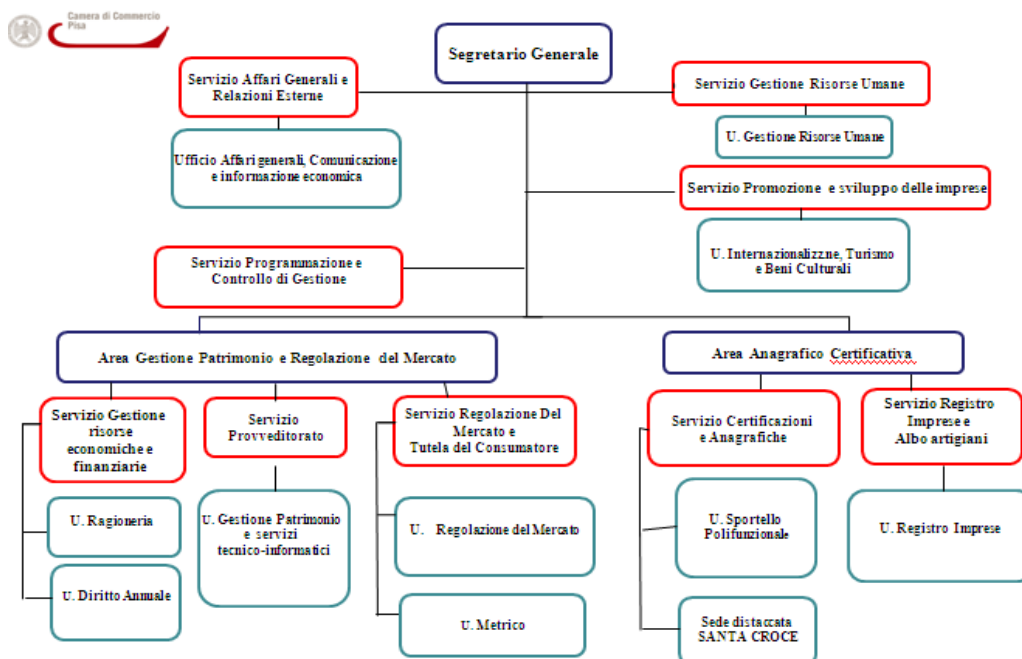 Camera di Commercio
Pisa
Segretario Generale
Servizio Affari Generali e
Relazioni Esterne
Servizio Gestione Risorse Umane
Ufficio Affari generali, Comunicazione
e informazione economica
U. Gestione Risorse Umane
Servizio Promozione e sviluppo delle imprese
Servizio Programmazione e
Controllo di Gestione
U. Internazionalizz.ne, Turismo
e Beni Culturali
Area Gestione Patrimonio e Regolazione del Mercato
Area Anagrafico Certificativa
Servizio Gestione
risorse
economiche e
finanziarie
Servizio
Provveditorato
Servizio Regolazione Del
Mercato e
Tutela del Consumatore
Servizio Certificazioni
e Anagrafiche
Servizio Registro
Imprese e
Albo artigiani
U. Ragioneria
U. Gestione Patrimonio
e servizi
tecnico-informatici
U. Regolazione del Mercato
U. Sportello
Polifunzionale
U. Registro Imprese
U. Diritto Annuale
U. Metrico
Sede distaccata
SANTA CROCE